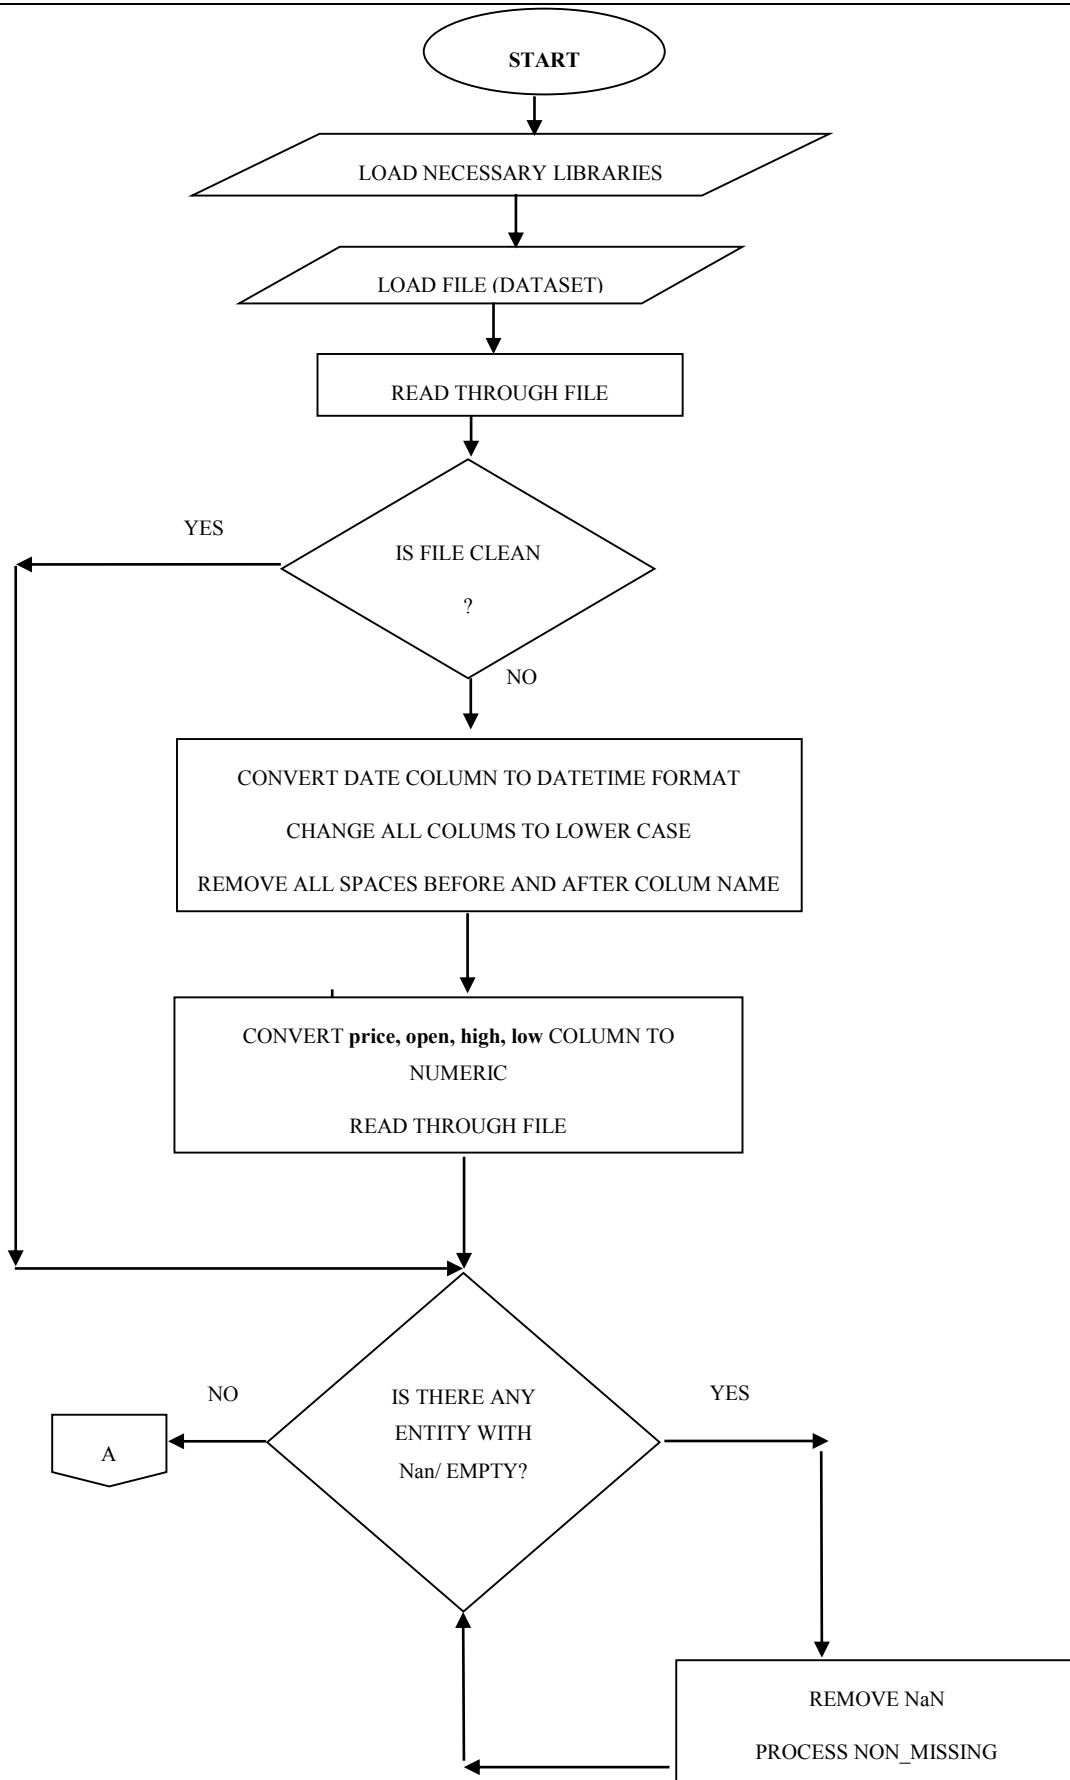 START
LOAD NECESSARY LIBRARIES
LOAD FILE (DATASET)
READ THROUGH FILE
YES
IS FILE CLEAN
?
NO
CONVERT DATE COLUMN TO DATETIME FORMAT
CHANGE ALL COLUMS TO LOWER CASE
REMOVE ALL SPACES BEFORE AND AFTER COLUM NAME
CONVERT price, open, high, low COLUMN TO
NUMERIC
READ THROUGH FILE
NO
IS THERE ANY
ENTITY WITH
Nan/ EMPTY?
YES
A
REMOVE NaN
PROCESS NON_MISSING